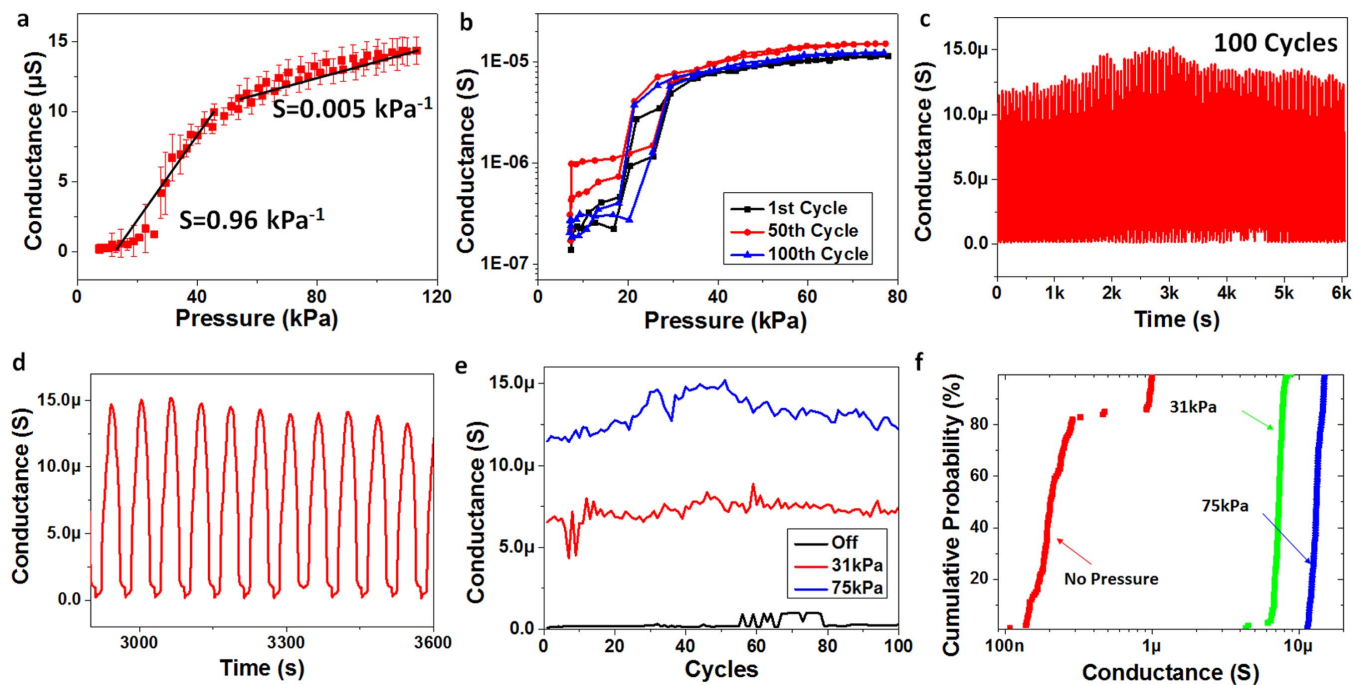 a
Conductance (μS)
15
10
5
0
0
40
80
120
Pressure (kPa)
S=0.005 kPa-1
S=0.96 kPa-1
b
Conductance (S)
1E-05
1E-06
1E-07
0
20
40
60
80
Pressure (kPa)
1st Cycle
50th Cycle
100th Cycle
c
Conductance (S)
15.0μ
10.0μ
5.0μ
0.0
0
1k
2k
3k
4k
5k
6k
Time (s)
100 Cycles
d
Conductance (S)
15.0μ
10.0μ
5.0μ
0.0
3000
3300
3600
Time (s)
e
Conductance (S)
15.0μ
10.0μ
5.0μ
0.0
0
20
40
60
80
100
Cycles
Off
31kPa
75kPa
f
Cumulative Probability (%)
80
60
40
20
100n
1μ
10μ
Conductance (S)
31kPa
75kPa
No Pressure